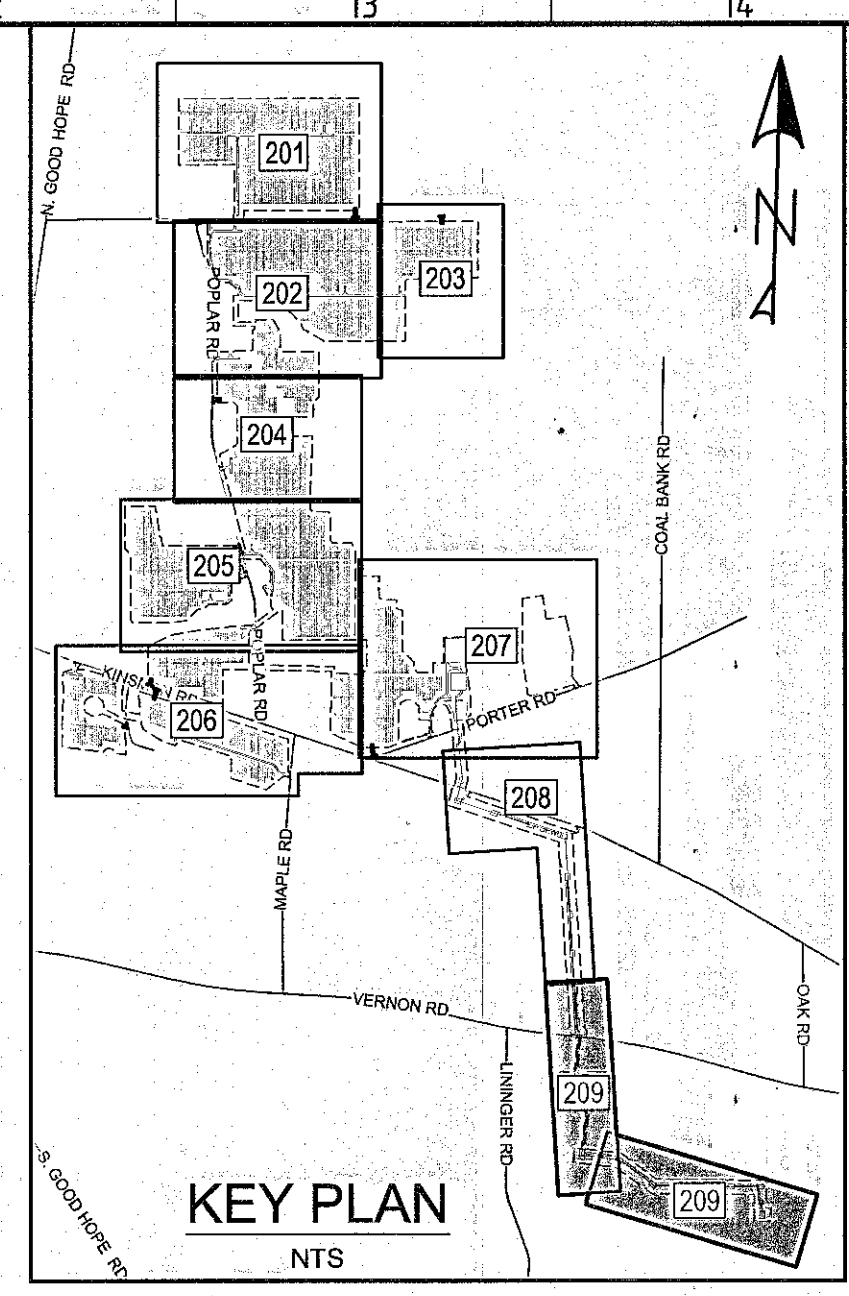 13
14
N. GOOD HOPE RD
201
N
203
POPLAR RD
202
204
COAL BANK RD
205
207
POPLAR RD
KINSMAN RD
206
PORTER RD
208
MAPLE RD
VERNON RD
OAK RD
LININGER RD
209
209
S. GOOD HOPE RD
KEY PLAN
NTS